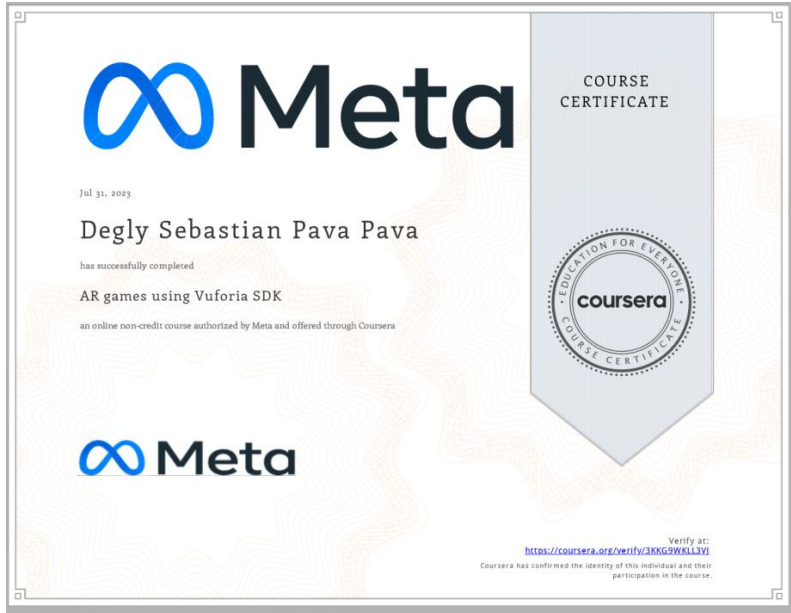 Meta
COURSE
CERTIFICATE
Jul 31, 2023
Degly Sebastian Pava Pava
has successfully completed
AR games using Vuforia SDK
an online non-credit course authorized by Meta and offered through Coursera
EDUCATION FOR EVERYONE
coursera
COURSE CERTIFICATE
Meta
Verify at:
https://coursera.org/verify/3KKG9WKLL3VJ
Coursera has confirmed the identity of this individual and their
participation in the course.